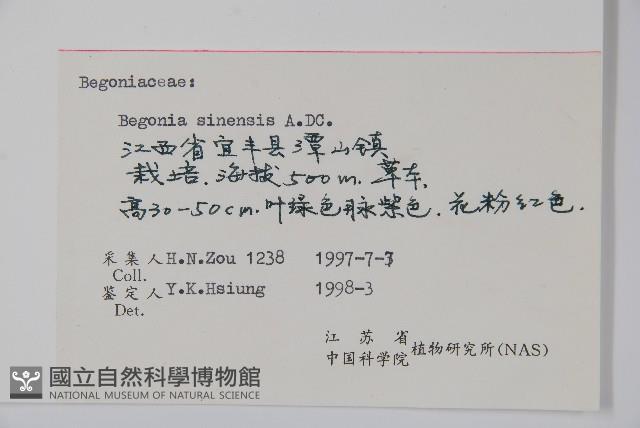 Begoniaceae:
Begonia sinensis A.DC.
江西省宜丰县潭山镇
栽培.海拔500m.草本,
高30-50cm.叶绿色脉紫色.花粉红色.
采集人H.N.Zou 1238 1997-7-3
Coll.
鉴定人Y.K.Hsiung 1998-3
Det.
江苏省
中国科学院植物研究所(NAS)
國立自然科學博物館
NATIONAL MUSEUM OF NATURAL SCIENCE